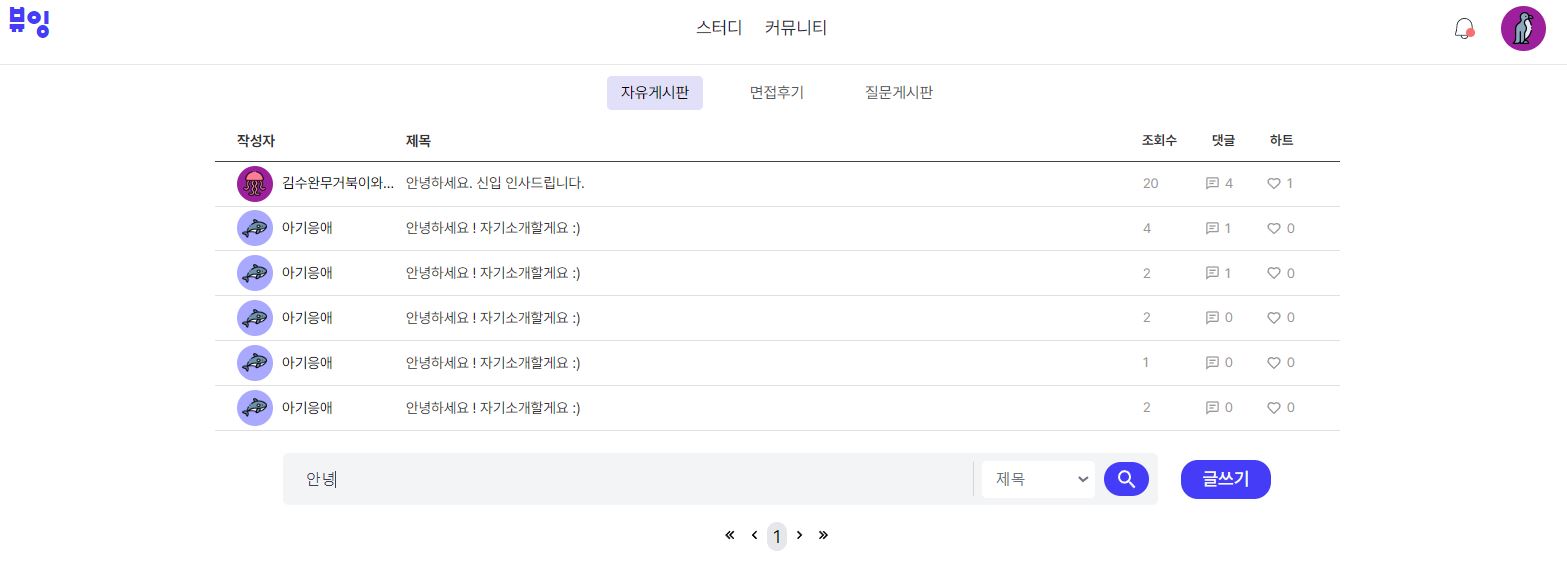 뷰잉
스터디 커뮤니티
자유게시판 면접후기 질문게시판
작성자 제목 조회수 댓글 하트
김수완무거북이와... 안녕하세요. 신입 인사드립니다. 20 4 1
아기응애 안녕하세요 ! 자기소개할게요 :) 4 1 0
아기응애 안녕하세요 ! 자기소개할게요 :) 2 1 0
아기응애 안녕하세요 ! 자기소개할게요 :) 2 0 0
아기응애 안녕하세요 ! 자기소개할게요 :) 1 0 0
아기응애 안녕하세요 ! 자기소개할게요 :) 2 0 0
안녕 제목 글쓰기
« ‹ 1 › »